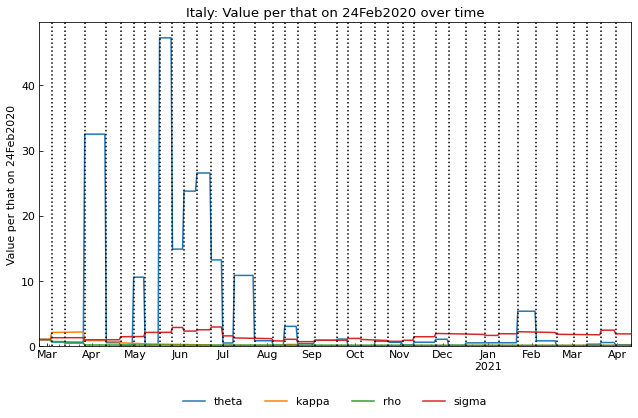 Italy: Value per that on 24Feb2020 over time
Value per that on 24Feb2020
40
30
20
10
0
Mar Apr May Jun Jul Aug Sep Oct Nov Dec Jan Feb Mar Apr
2021
theta kappa rho sigma